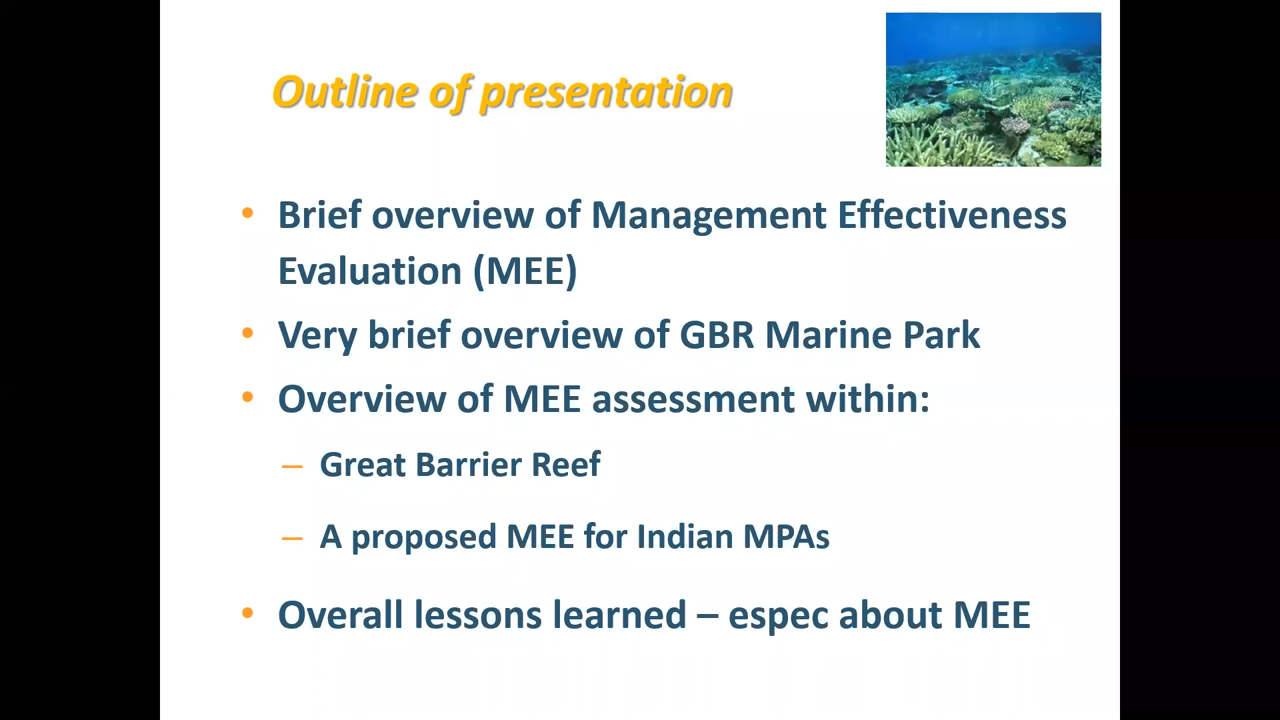 Outline of presentation
• Brief overview of Management Effectiveness
Evaluation (MEE)
• Very brief overview of GBR Marine Park
• Overview of MEE assessment within:
– Great Barrier Reef
– A proposed MEE for Indian MPAs
• Overall lessons learned – espec about MEE